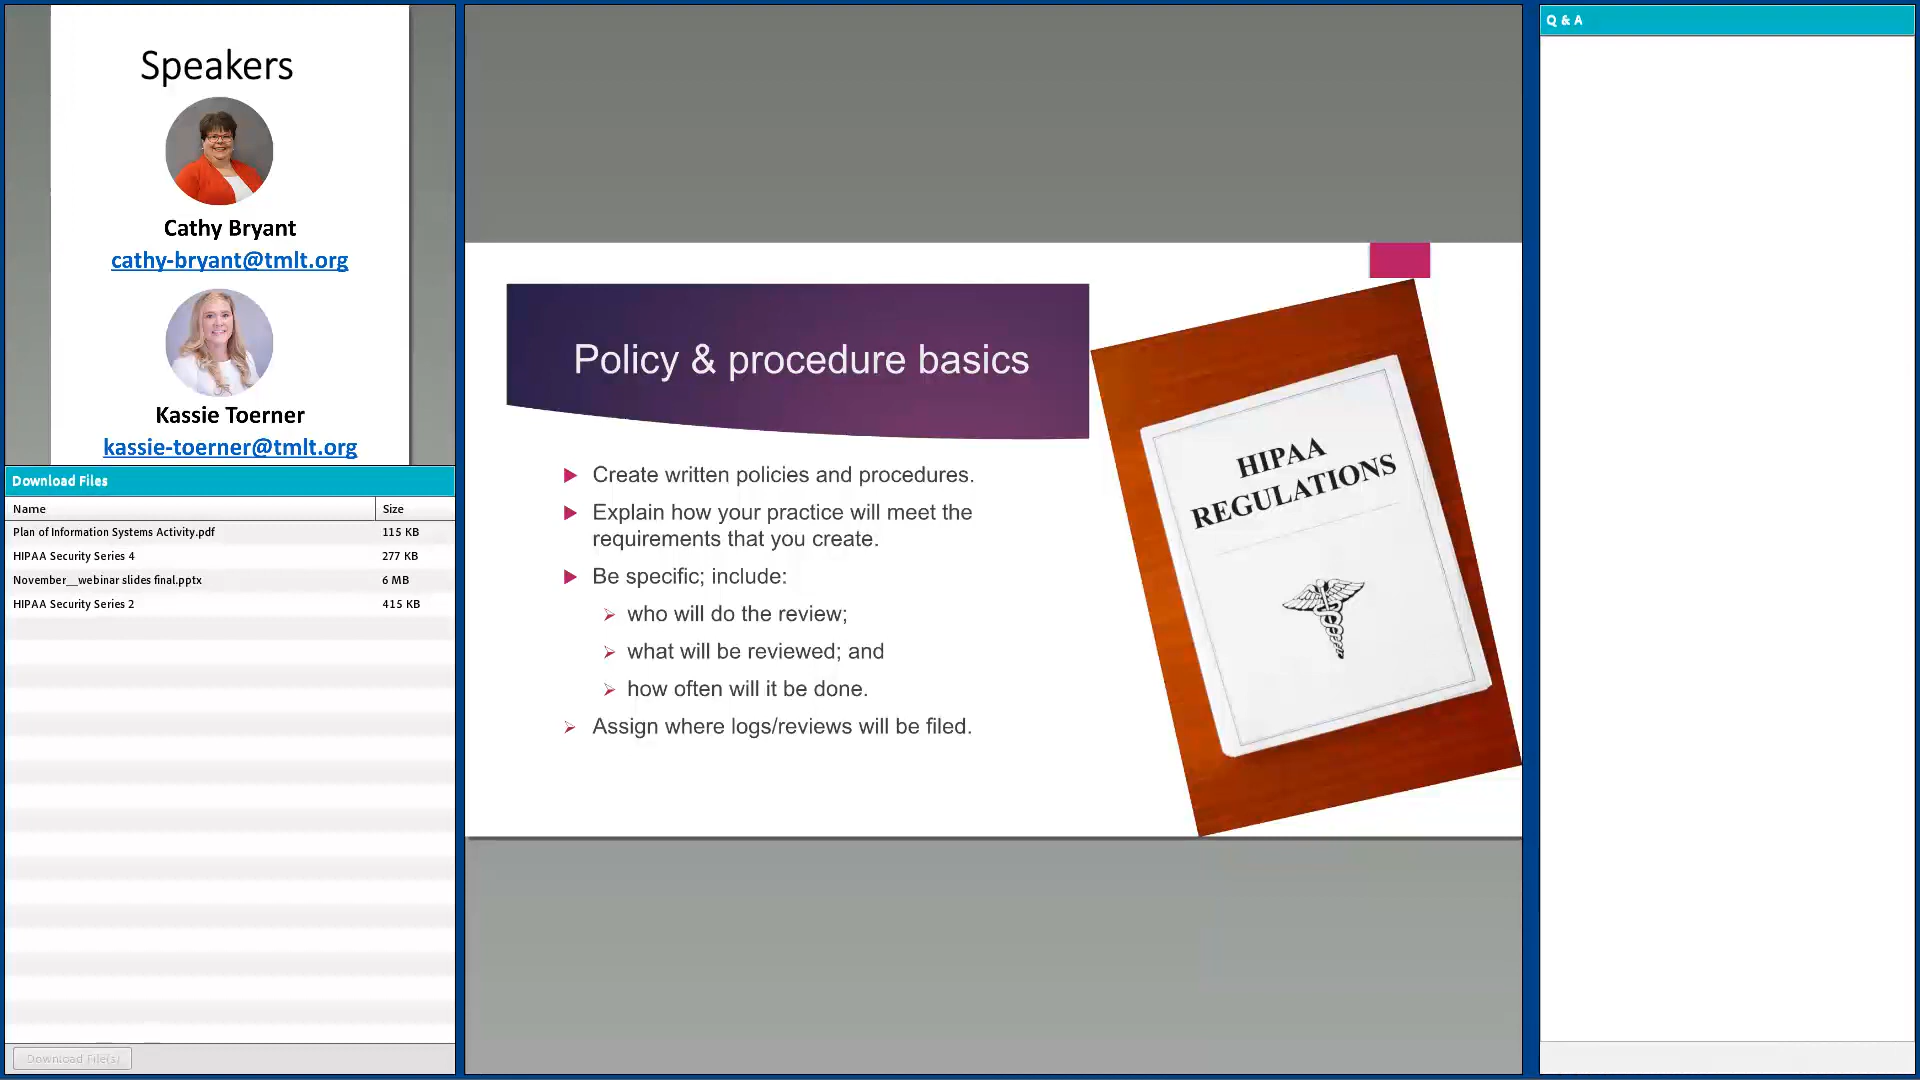 Speakers
Cathy Bryant
cathy-bryant@tmlt.org
Kassie Toerner
kassie-toerner@tmlt.org
Download Files
Name Size
Plan of Information Systems Activity.pdf 115 KB
HIPAA Security Series 4 277 KB
November__webinar slides final.pptx 6 MB
HIPAA Security Series 2 415 KB
Download File(s)
Policy & procedure basics
Create written policies and procedures.
Explain how your practice will meet the
requirements that you create.
Be specific; include:
who will do the review;
what will be reviewed; and
how often will it be done.
Assign where logs/reviews will be filed.
HIPAA
REGULATIONS
Q & A